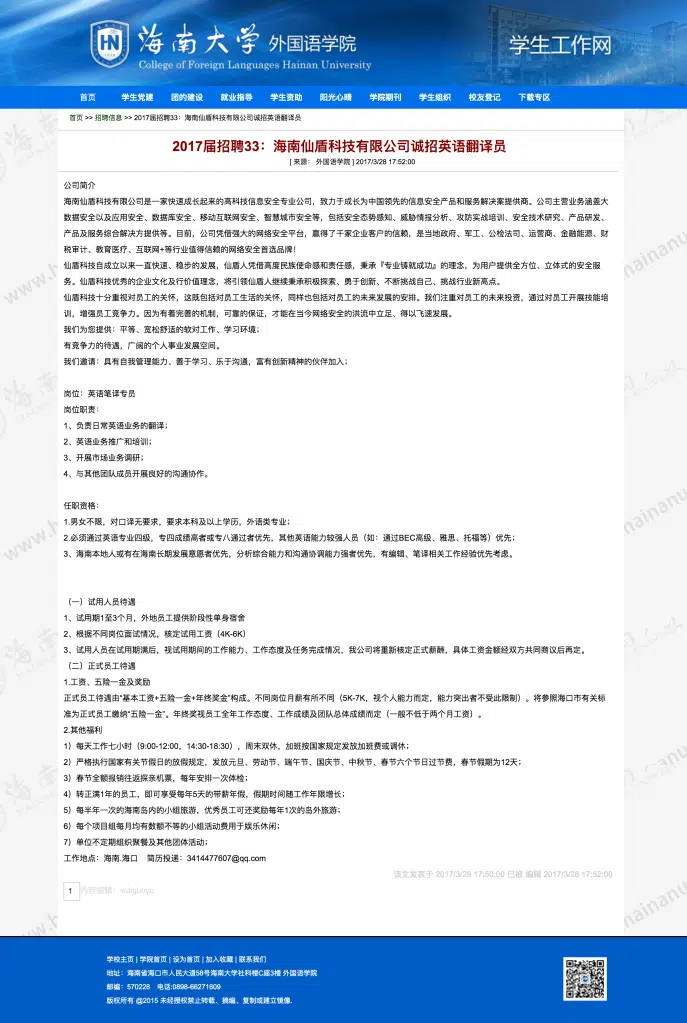 海南大学 外国语学院
College of Foreign Languages Hainan University
学生工作网
首页 学生党建 团的建设 就业指导 学生资助 阳光心晴 学院期刊 学生组织 校友登记 下载专区
首页 >> 招聘信息 >> 2017届招聘33：海南仙盾科技有限公司诚招英语翻译员
2017届招聘33：海南仙盾科技有限公司诚招英语翻译员
[ 来源： 外国语学院 ] 2017/3/28 17:52:00
公司简介
海南仙盾科技有限公司是一家快速成长起来的高科技信息安全专业公司，致力于成长为中国领先的信息安全产品和服务解决案提供商。公司主营业务涵盖大
数据安全以及应用安全、数据库安全、移动互联网安全、智慧城市安全等，包括安全态势感知、威胁情报分析、攻防实战培训、安全技术研究、产品研发、
产品及服务综合解决方提供等。目前，公司凭借强大的网络安全平台，赢得了千家企业客户的信赖，是当地政府、军工、公检法司、运营商、金融能源、财
税审计、教育医疗、互联网+等行业值得信赖的网络安全首选品牌！
仙盾科技自成立以来一直快速、稳步的发展，仙盾人凭借高度民族使命感和责任感，秉承『专业铸就成功』的理念，为用户提供全方位、立体式的安全服
务。仙盾科技优秀的企业文化及行价值理念，将引领仙盾人继续秉承积极探索、勇于创新、不断挑战自己、挑战行业新高点。
仙盾科技十分重视对员工的关怀，这既包括对员工生活的关怀，同样也包括对员工的未来发展的安排。我们注重对员工的未来投资，通过对员工开展技能培
训，增强员工竞争力。因为有着完善的机制，可靠的保证，才能在当今网络安全的洪流中立足、得以飞速发展。
我们为您提供：平等、宽松舒适的软对工作、学习环境；
有竞争力的待遇，广阔的个人事业发展空间。
我们邀请：具有自我管理能力、善于学习、乐于沟通，富有创新精神的伙伴加入；
岗位：英语笔译专员
岗位职责：
1、负责日常英语业务的翻译；
2、英语业务推广和培训；
3、开展市场业务调研；
4、与其他团队成员开展良好的沟通协作。
任职资格：
1.男女不限，对口译无要求，要求本科及以上学历，外语类专业；
2.必须通过英语专业四级，专四成绩高者或专八通过者优先，其他英语能力较强人员（如：通过BEC高级、雅思、托福等）优先；
3、海南本地人或有在海南长期发展意愿者优先，分析综合能力和沟通协调能力强者优先，有编辑、笔译相关工作经验优先考虑。
（一）试用人员待遇
1、试用期1至3个月，外地员工提供阶段性单身宿舍
2、根据不同岗位面试情况，核定试用工资（4K-6K）
3、试用人员在试用期满后，视试用期间的工作能力、工作态度及任务完成情况，我公司将重新核定正式薪酬，具体工资金额经双方共同商议后再定。
（二）正式员工待遇
1.工资、五险一金及奖励
正式员工待遇由“基本工资+五险一金+年终奖金”构成。不同岗位月薪有所不同（5K-7K，视个人能力而定，能力突出者不受此限制）。将参照海口市有关标
准为正式员工缴纳“五险一金”。年终奖视员工全年工作态度、工作成绩及团队总体成绩而定（一般不低于两个月工资）。
2.其他福利
1）每天工作七小时（9:00-12:00，14:30-18:30），周末双休，加班按国家规定发放加班费或调休；
2）严格执行国家有关节假日的放假规定，发放元旦、劳动节、端午节、国庆节、中秋节、春节六个节日过节费，春节假期为12天；
3）春节全额报销往返探亲机票，每年安排一次体检；
4）转正满1年的员工，即可享受每年5天的带薪年假，假期时间随工作年限增长；
5）每半年一次的海南岛内的小组旅游，优秀员工可还奖励每年1次的岛外旅游；
6）每个项目组每月均有数额不等的小组活动费用于娱乐休闲；
7）单位不定期组织聚餐及其他团体活动；
工作地点：海南.海口 简历投递：3414477607@qq.com
该文发表于 2017/3/28 17:50:00 已被 编辑 2017/3/28 17:52:00
1 内容编辑：waiguoyu
学校主页 | 学院首页 | 设为首页 | 加入收藏 | 联系我们
地址：海南省海口市人民大道58号海南大学社科楼C座3楼 外国语学院
邮编：570228 电话:0898-66271609
版权所有 @2015 未经授权禁止转载、摘编、复制或建立镜像.